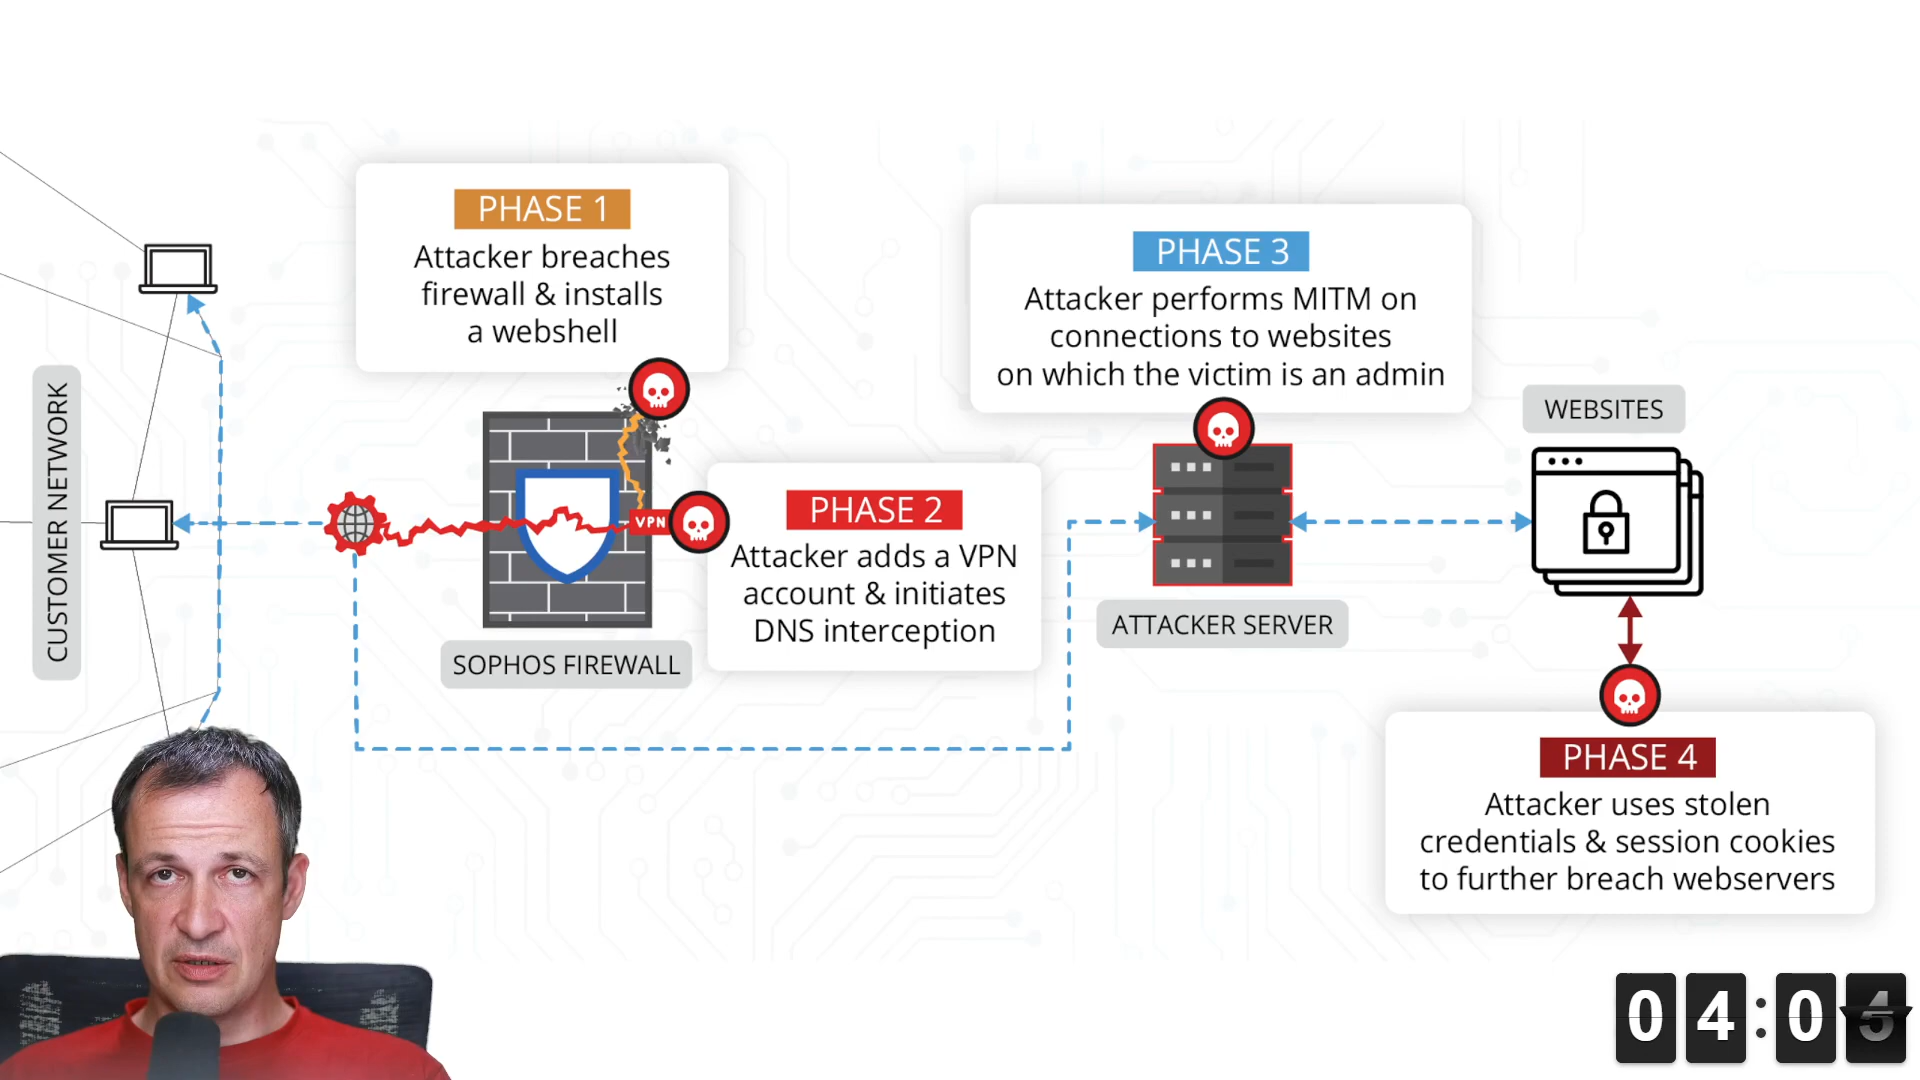 PHASE 1
Attacker breaches
firewall & installs
a webshell
PHASE 3
Attacker performs MITM on
connections to websites
on which the victim is an admin
CUSTOMER NETWORK
WEBSITES
VPN
PHASE 2
Attacker adds a VPN
account & initiates
DNS interception
SOPHOS FIREWALL
ATTACKER SERVER
PHASE 4
Attacker uses stolen
credentials & session cookies
to further breach webservers
04:0